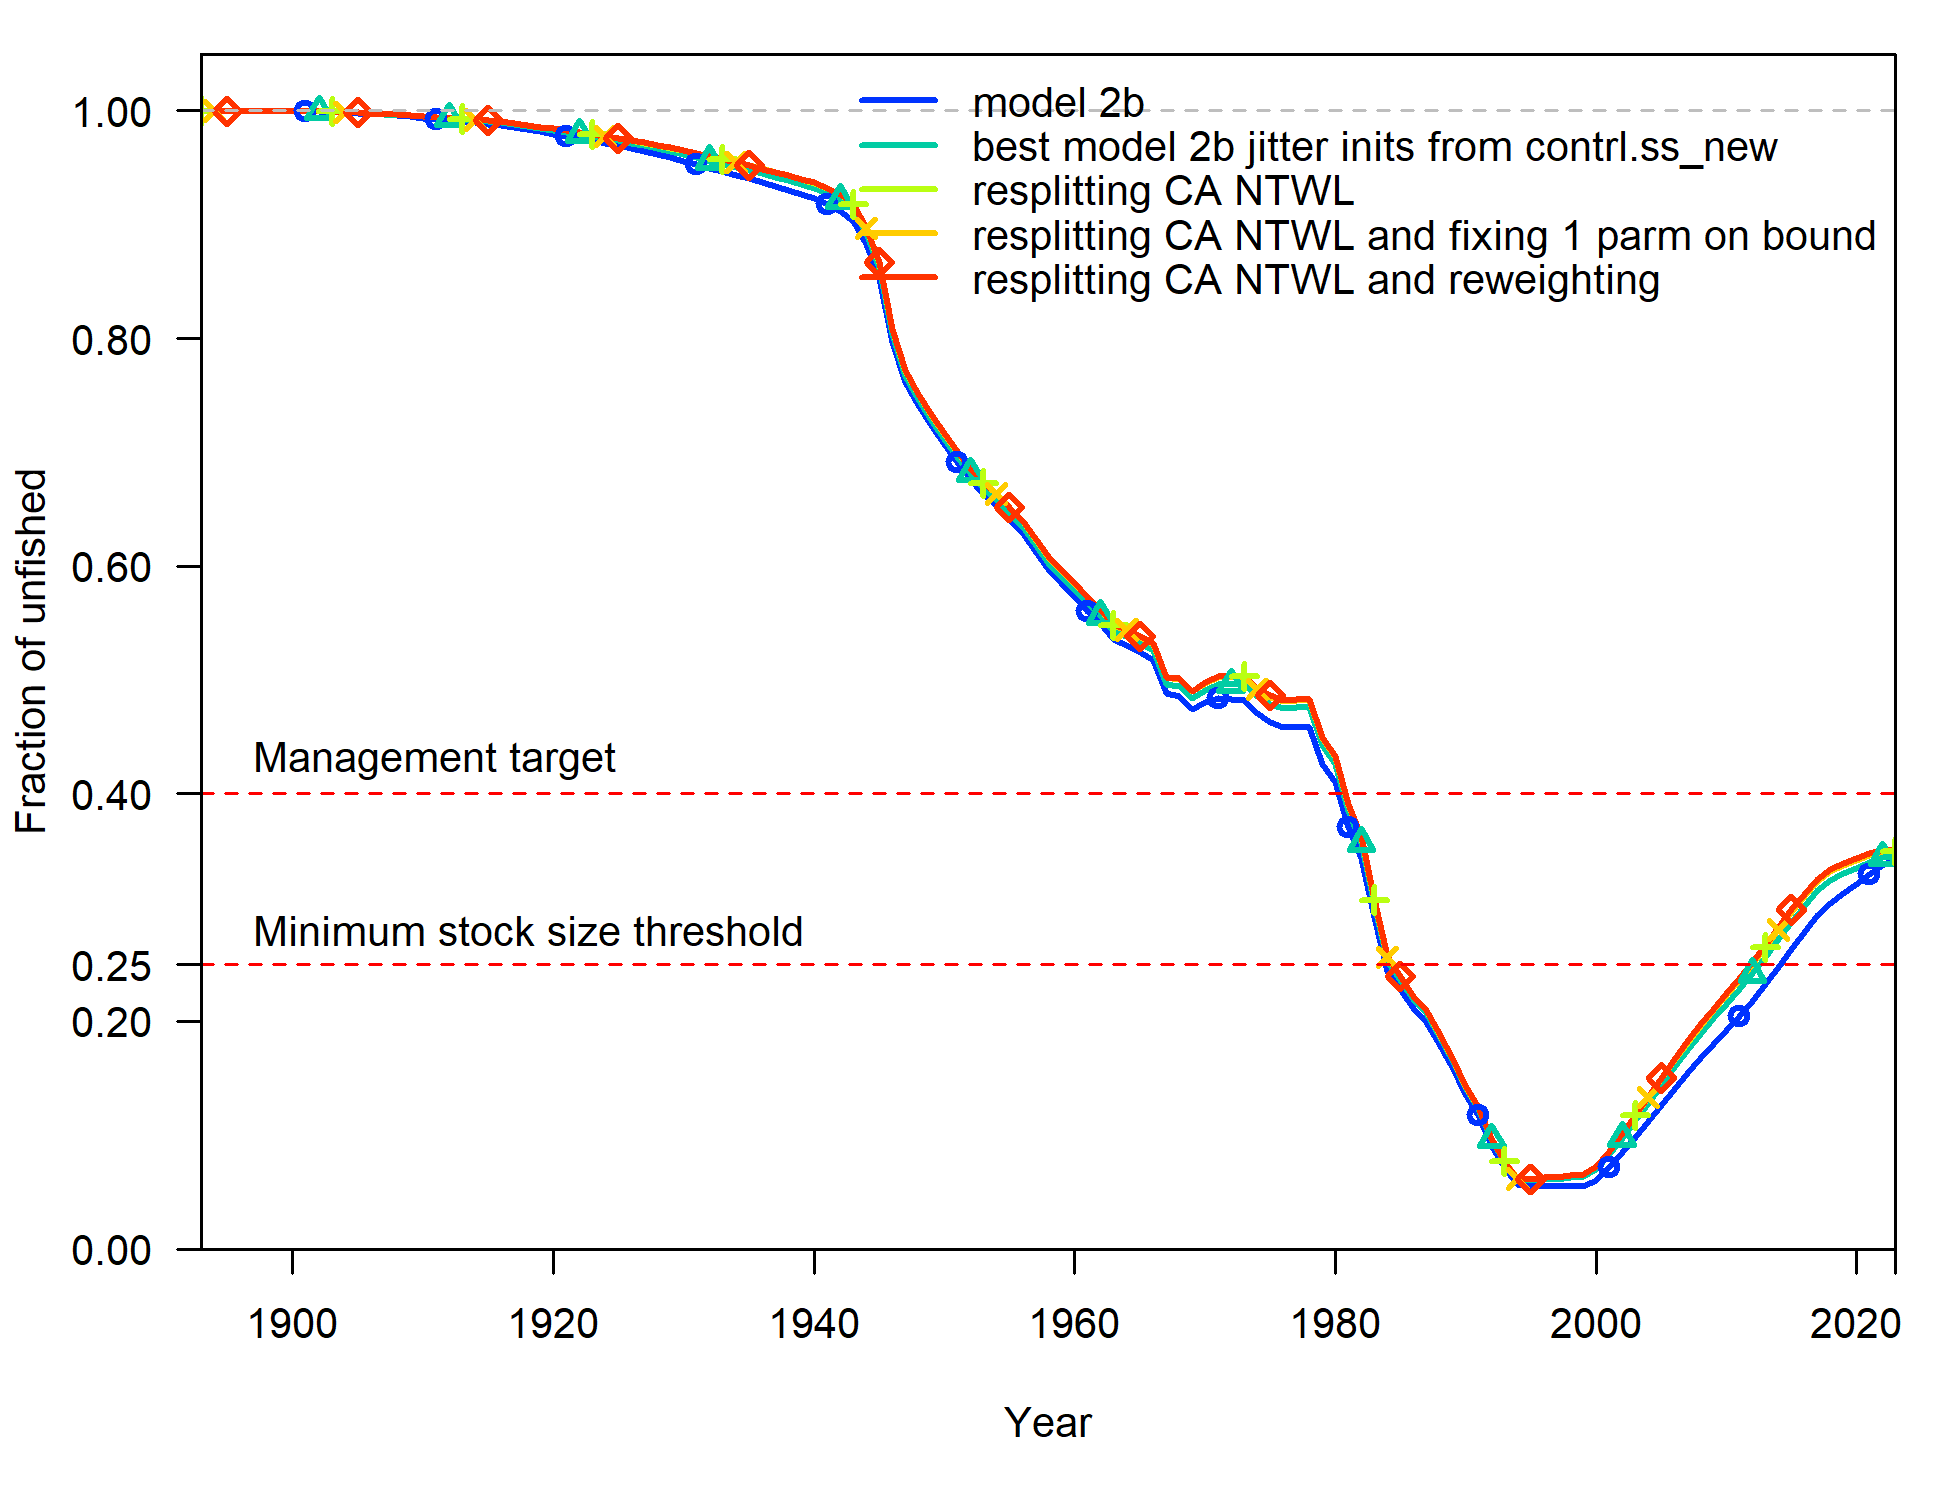 model 2b
best model 2b jitter inits from contrl.ss_new
resplitting CA NTWL
resplitting CA NTWL and fixing 1 parm on bound
resplitting CA NTWL and reweighting
1.00
0.80
0.60
0.40
0.25
0.20
0.00
Fraction of unfished
Management target
Minimum stock size threshold
1900
1920
1940
1960
1980
2000
2020
Year